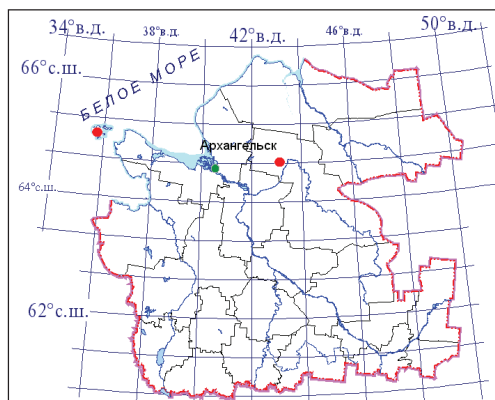 34°в.д.
38°в.д.
42°в.д.
46°в.д.
50°в.д.
66°с.ш.
БЕЛОЕ МОРЕ
Архангельск
64°с.ш.
62°с.ш.